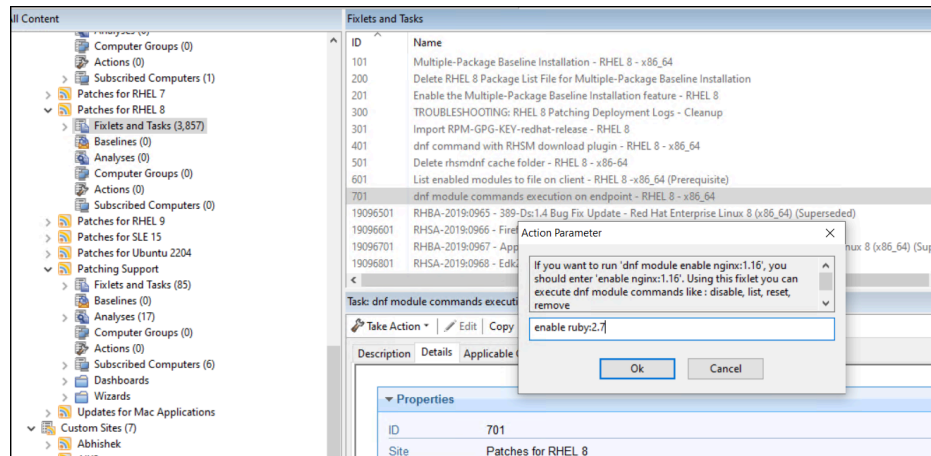 All Content
Computer Groups (0)
Actions (0)
Subscribed Computers (1)
Patches for RHEL 7
Patches for RHEL 8
Fixlets and Tasks (3,857)
Baselines (0)
Analyses (0)
Computer Groups (0)
Actions (0)
Subscribed Computers (0)
Patches for RHEL 9
Patches for SLE 15
Patches for Ubuntu 2204
Patching Support
Fixlets and Tasks (85)
Baselines (0)
Analyses (17)
Computer Groups (0)
Actions (0)
Subscribed Computers (6)
Dashboards
Wizards
Updates for Mac Applications
Custom Sites (7)
Abhishek
Fixlets and Tasks
ID Name
101 Multiple-Package Baseline Installation - RHEL 8 - x86_64
200 Delete RHEL 8 Package List File for Multiple-Package Baseline Installation
201 Enable the Multiple-Package Baseline Installation feature - RHEL 8
300 TROUBLESHOOTING: RHEL 8 Patching Deployment Logs - Cleanup
301 Import RPM-GPG-KEY-redhat-release - RHEL 8
401 dnf command with RHSM download plugin - RHEL 8 - x86_64
501 Delete rhsmdnf cache folder - RHEL 8 - x86-64
601 List enabled modules to file on client - RHEL 8 -x86_64 (Prerequisite)
701 dnf module commands execution on endpoint - RHEL 8 - x86_64
19096501 RHBA-2019:0965 - 389-Ds:1.4 Bug Fix Update - Red Hat Enterprise Linux 8 (x86_64) (Superseded)
19096601 RHSA-2019:0966 - Firef
19096701 RHBA-2019:0967 - App nux 8 (x86_64) (Sup
19096801 RHSA-2019:0968 - Edk2
Task: dnf module commands executi
Take Action Edit Copy
Description Details Applicable
Properties
ID 701
Site Patches for RHEL 8
Action Parameter
If you want to run 'dnf module enable nginx:1.16', you
should enter 'enable nginx:1.16'. Using this fixlet you can
execute dnf module commands like : disable, list, reset,
remove
enable ruby:2.7
Ok Cancel